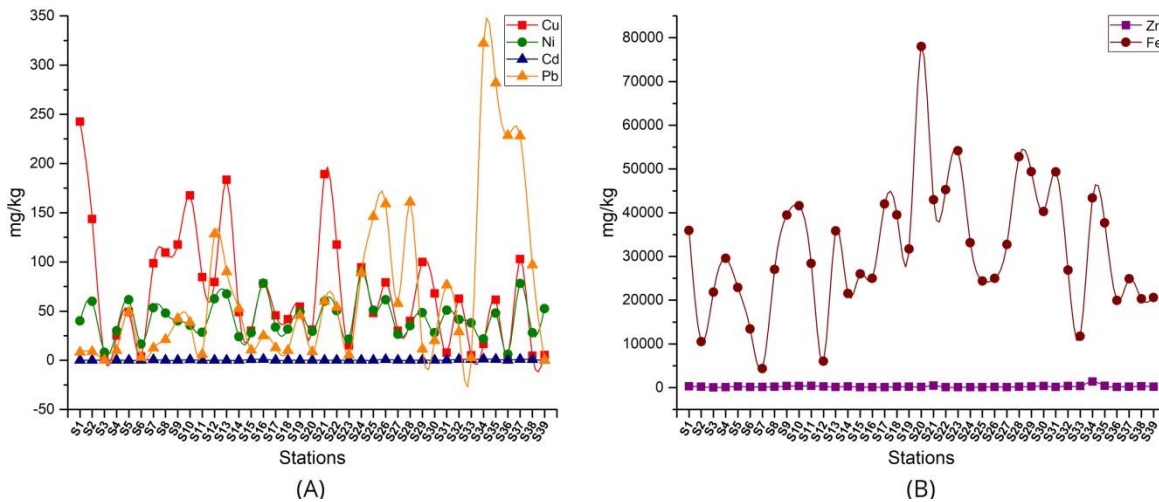 350
300
250
200
150
100
50
0
-50
mg/kg
Cu
Ni
Cd
Pb
S1 S2 S3 S4 S5 S6 S7 S8 S9 S10 S11 S12 S13 S14 S15 S16 S17 S18 S19 S20 S21 S22 S23 S24 S25 S26 S27 S28 S29 S30 S31 S32 S33 S34 S35 S36 S37 S38 S39
Stations
(A)
80000
70000
60000
50000
40000
30000
20000
10000
0
mg/kg
Zn
Fe
S1 S2 S3 S4 S5 S6 S7 S8 S9 S10 S11 S12 S13 S14 S15 S16 S17 S18 S19 S20 S21 S22 S23 S24 S25 S26 S27 S28 S29 S30 S31 S32 S33 S34 S35 S36 S37 S38 S39
Stations
(B)